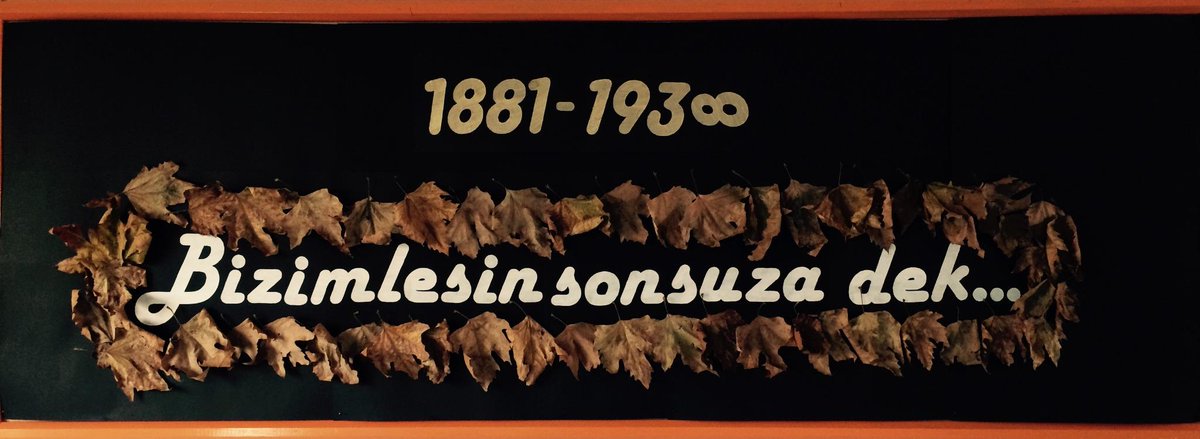 1881-193∞
Bizimlesin sonsuza dek...